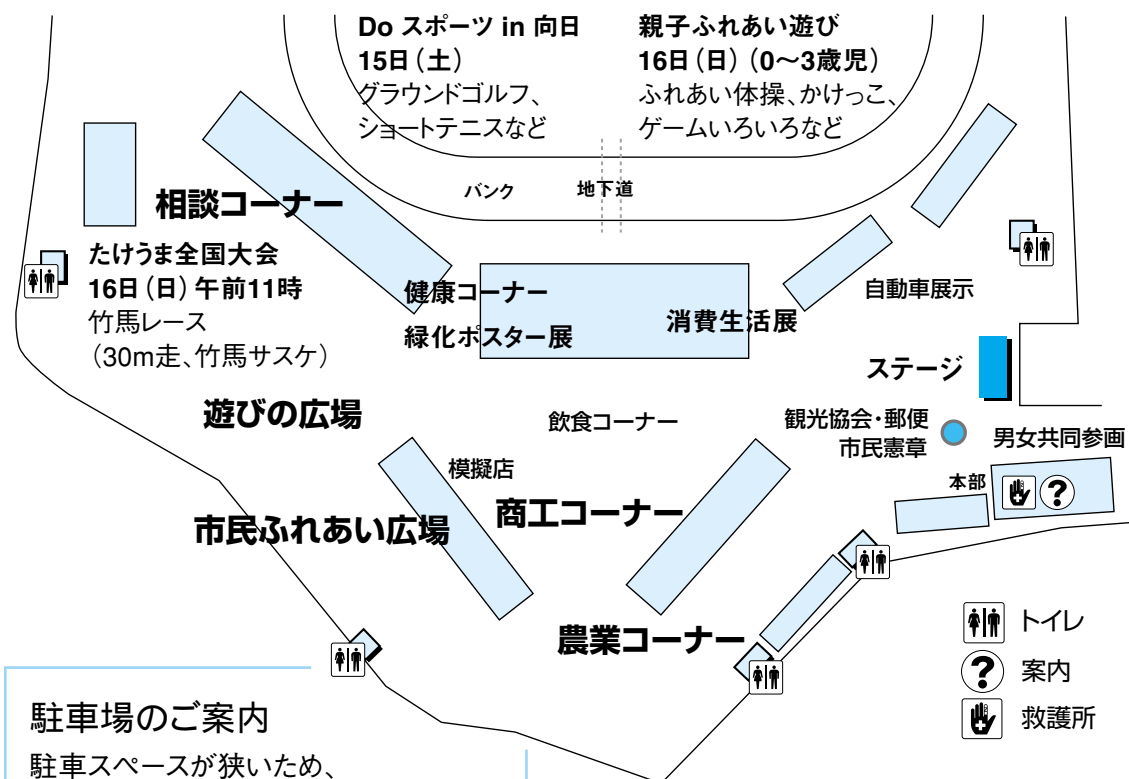 Do スポーツ in 向日
15日(土)
グラウンドゴルフ、
ショートテニスなど
親子ふれあい遊び
16日(日)(0〜3歳児)
ふれあい体操、かけっこ、
ゲームいろいろなど
バンク
地下道
相談コーナー
たけうま全国大会
16日(日)午前11時
竹馬レース
(30m走、竹馬サスケ)
健康コーナー
緑化ポスター展
消費生活展
自動車展示
ステージ
遊びの広場
飲食コーナー
観光協会・郵便
市民憲章
男女共同参画
模擬店
本部
?
商工コーナー
市民ふれあい広場
農業コーナー
トイレ
? 案内
救護所
駐車場のご案内
駐車スペースが狭いため、